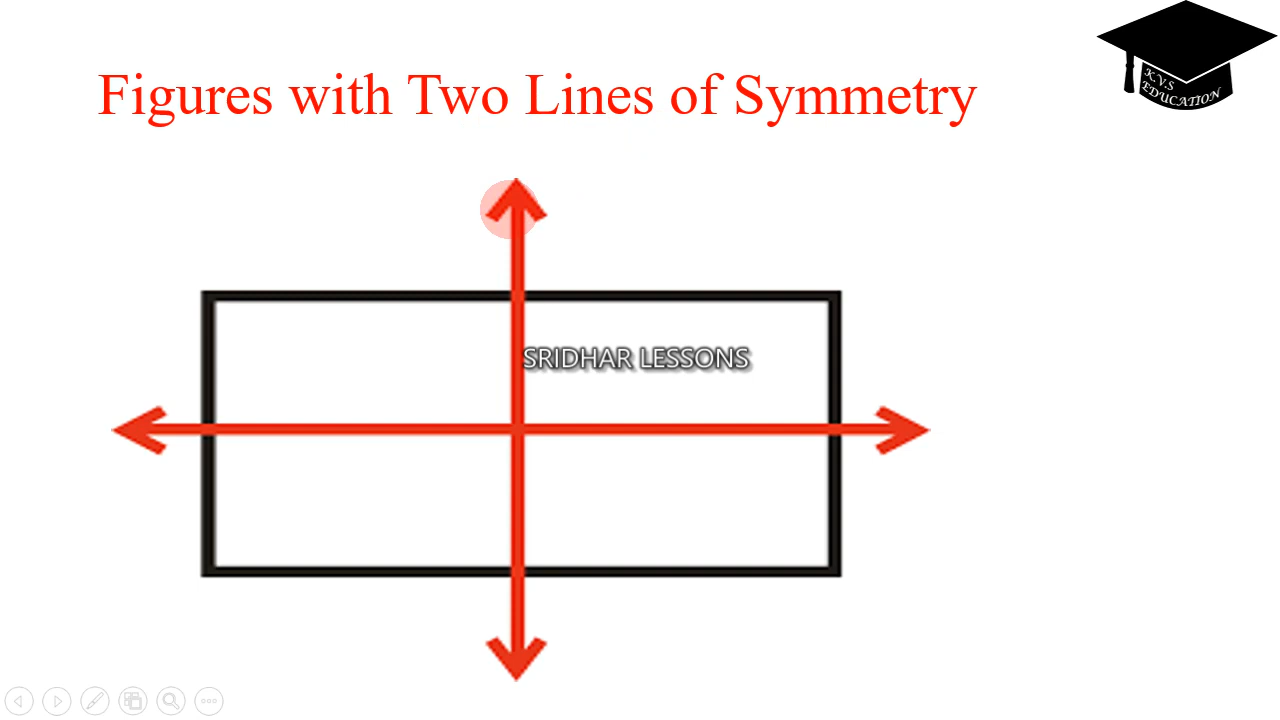 Figures with Two Lines of Symmetry
K.V.S
EDUCATION
SRIDHAR LESSONS